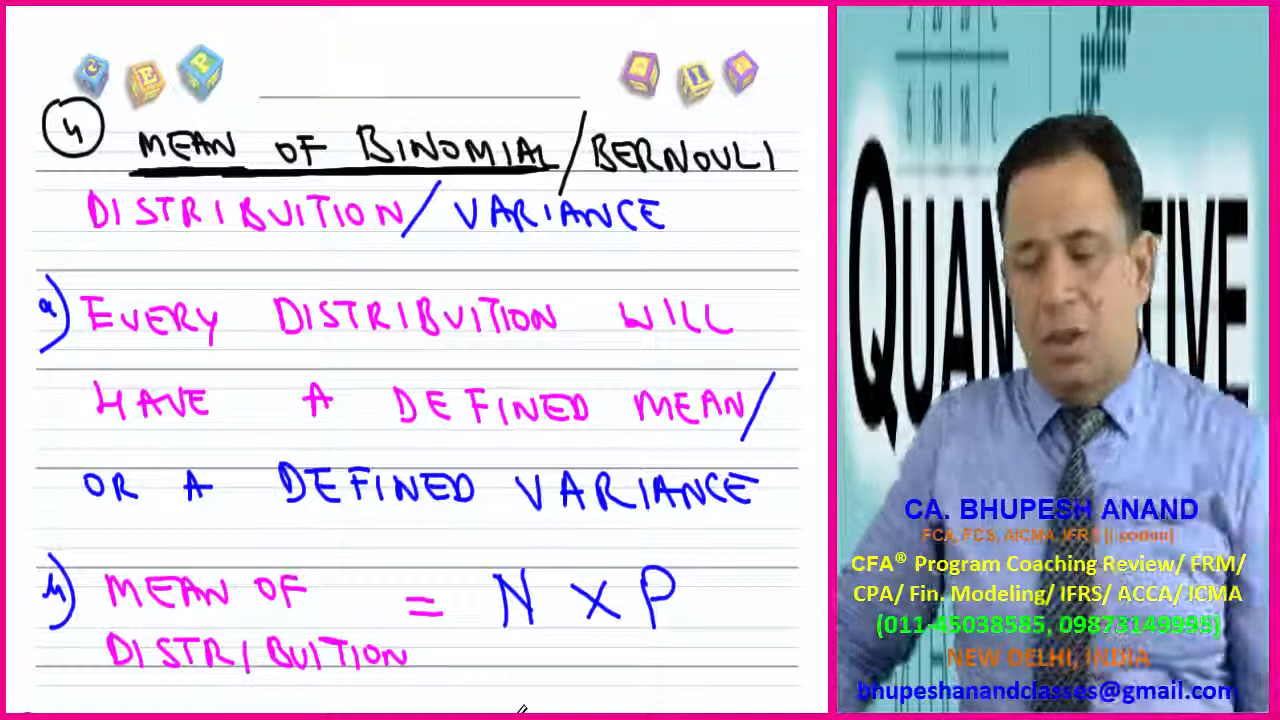 4 MEAN OF BINOMIAL/BERNOULI
DISTRIBUITION/VARIANCE
a) EVERY DISTRIBUITION WILL
HAVE A DEFINED MEAN/
OR A DEFINED VARIANCE
b) MEAN OF
DISTRIBUITION = N X P
QUAN TIVE
CA. BHUPESH ANAND
CFA® Program Coaching Review/ FRM/
CPA/ Fin. Modeling/ IFRS/ ACCA/ ICMA
(011-45038585, 09873149995)
NEW DELHI, INDIA
bhupeshanandclasses@gmail.com